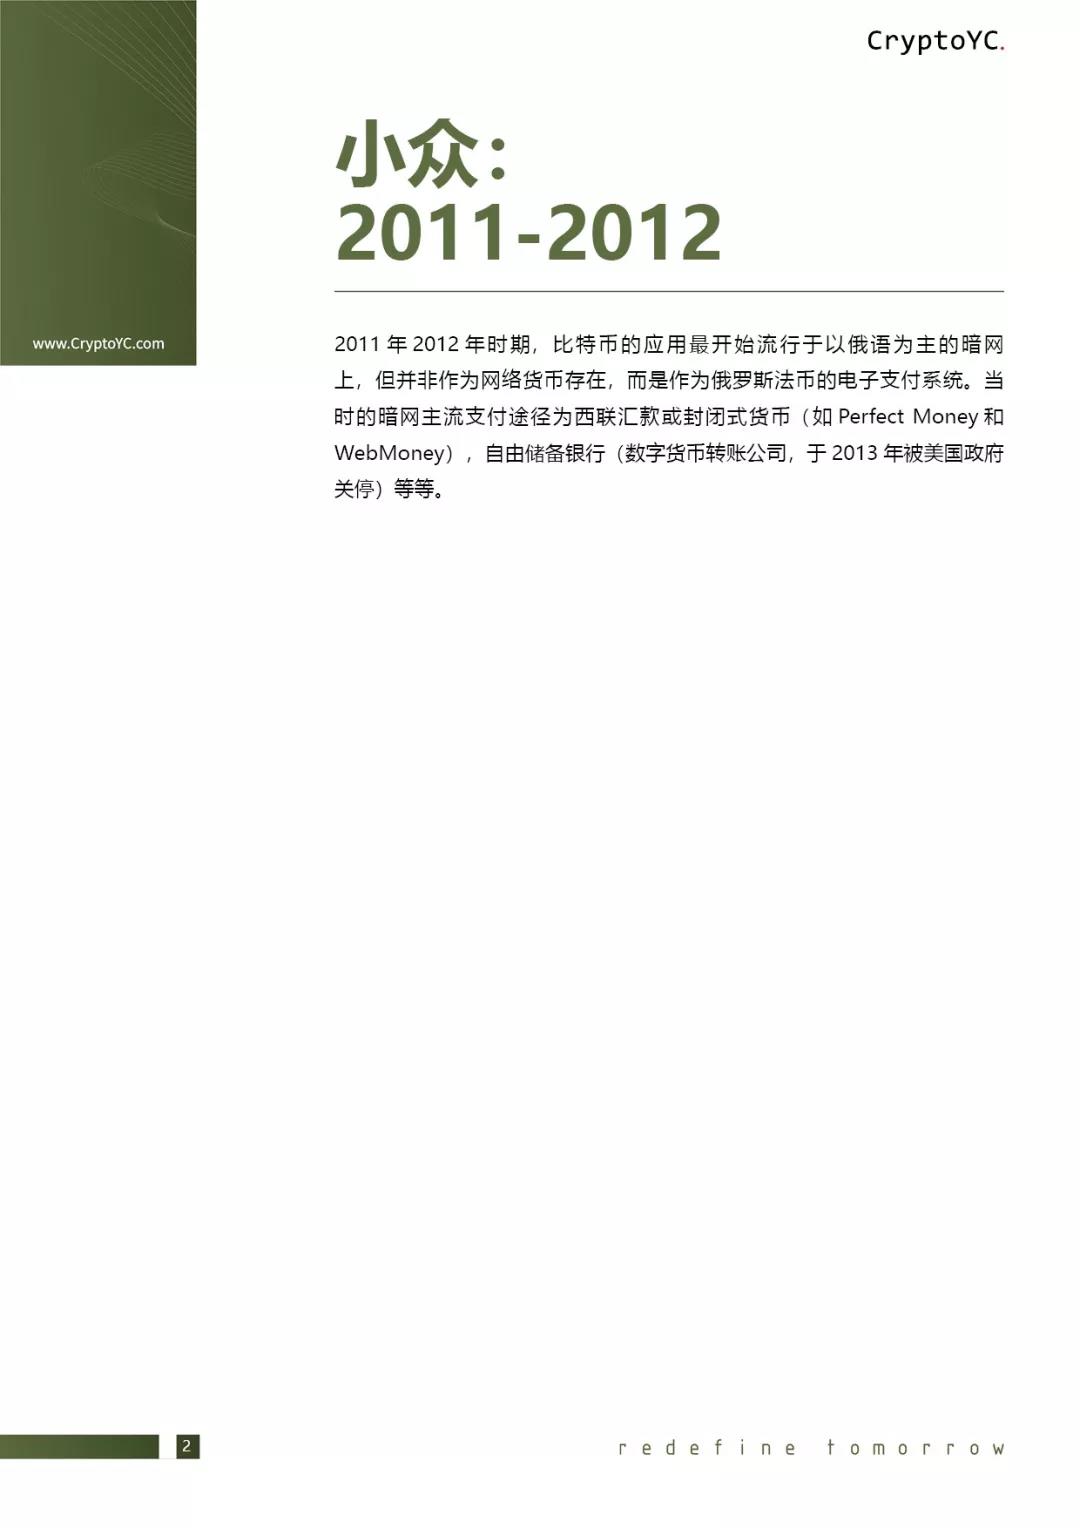 CryptoYC.
小众：
2011-2012
www.CryptoYC.com
2011 年 2012 年时期，比特币的应用最开始流行于以俄语为主的暗网
上，但并非作为网络货币存在，而是作为俄罗斯法币的电子支付系统。当
时的暗网主流支付途径为西联汇款或封闭式货币（如 Perfect Money 和
WebMoney），自由储备银行（数字货币转账公司，于 2013 年被美国政府
关停）等等。
2
redefine tomorrow